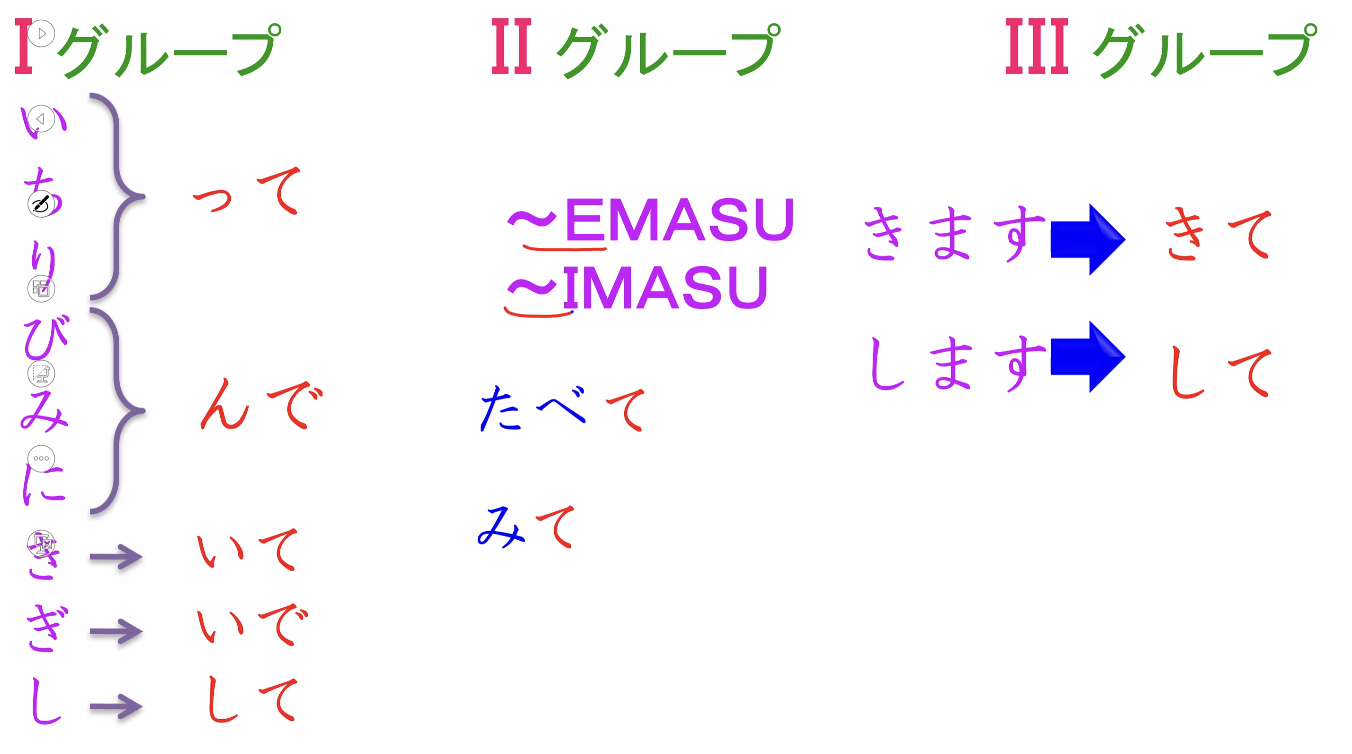 I グループ
い
ち
り
って
び
み
に
んで
き
いて
ぎ
いで
し
して
II グループ
~EMASU
~IMASU
たべて
みて
III グループ
きます
きて
します
して